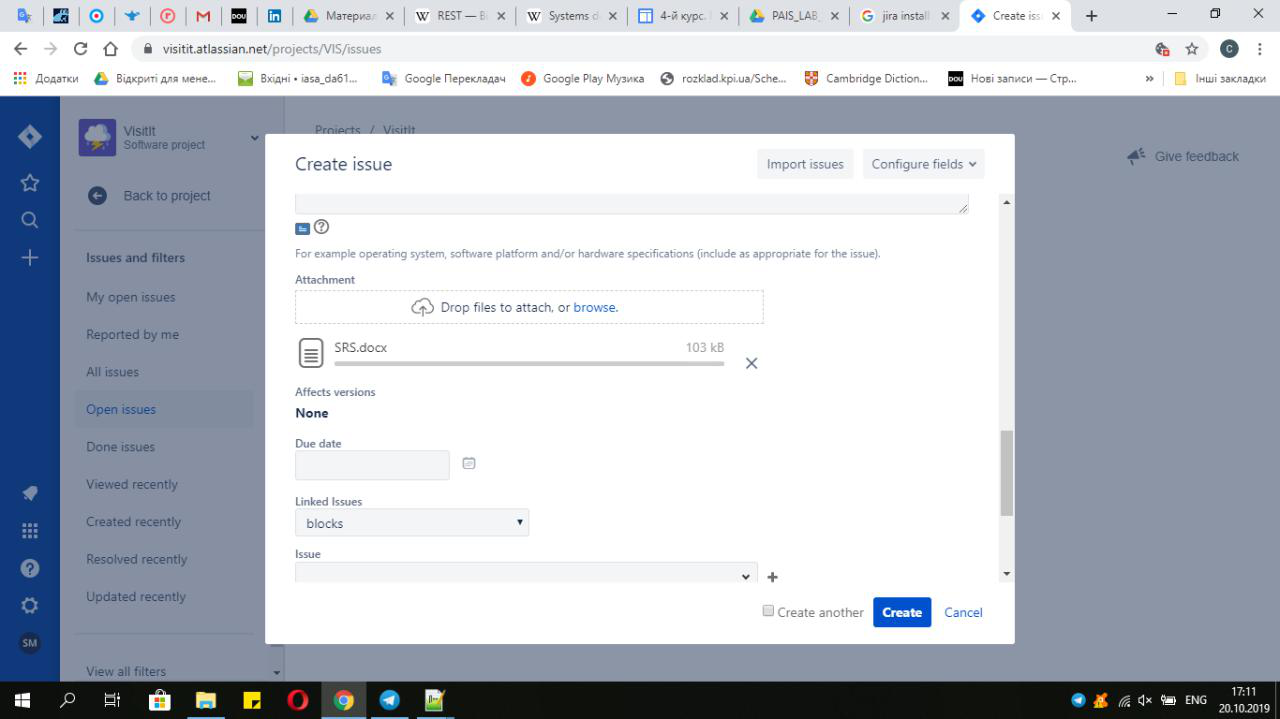 DOU
in
Материал
W REST — Ві
W Systems d
4-й курс.
PAIS_LAB_
jira install
Create iss
visitit.atlassian.net/projects/VIS/issues
C
Додатки
Відкриті для мене...
Вхідні • iasa_da61...
Google Перекладач
Google Play Музика
rozklad.kpi.ua/Sche...
Cambridge Diction...
DOU
Нові записи — Стр...
»
Інші закладки
VisitIt
Software project
Projects / VisitIt
Give feedback
Back to project
Issues and filters
My open issues
Reported by me
All issues
Open issues
Done issues
Viewed recently
Created recently
Resolved recently
Updated recently
View all filters
SM
Create issue
Import issues
Configure fields
For example operating system, software platform and/or hardware specifications (include as appropriate for the issue).
Attachment
Drop files to attach, or browse.
SRS.docx
103 kB
Affects versions
None
Due date
Linked Issues
blocks
Issue
Create another
Create
Cancel
ENG
17:11
20.10.2019